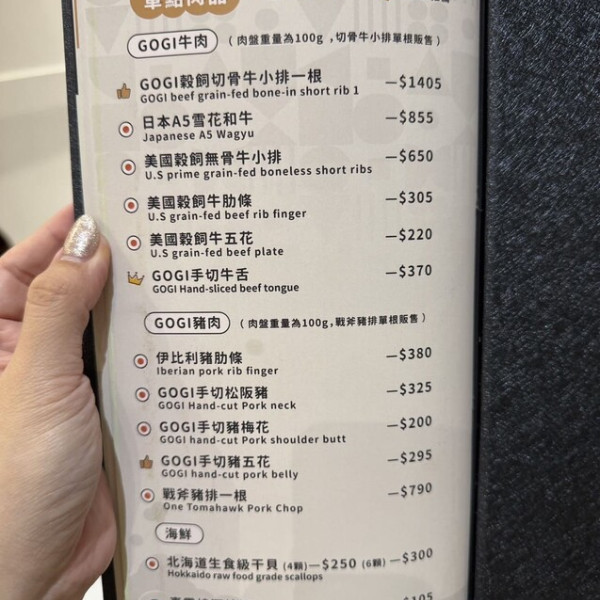 單點肉品
GOGI牛肉 (肉盤重量為100g,切骨牛小排單根販售)
GOGI穀飼切骨牛小排一根 —$1405
GOGI beef grain-fed bone-in short rib 1
日本A5雪花和牛 —$855
Japanese A5 Wagyu
美國穀飼無骨牛小排 —$650
U.S prime grain-fed boneless short ribs
美國穀飼牛肋條 —$305
U.S grain-fed beef rib finger
美國穀飼牛五花 —$220
U.S grain-fed beef plate
GOGI手切牛舌 —$370
GOGI Hand-sliced beef tongue
GOGI豬肉 (肉盤重量為100g,戰斧豬排單根販售)
伊比利豬肋條 —$380
Iberian pork rib finger
GOGI手切松阪豬 —$325
GOGI Hand-cut Pork neck
GOGI手切豬梅花 —$200
GOGI hand-cut Pork shoulder butt
GOGI手切豬五花 —$295
GOGI hand-cut pork belly
戰斧豬排一根 —$790
One Tomahawk Pork Chop
海鮮
北海道生食級干貝 (4顆)—$250 (6顆)—$300
Hokkaido raw food grade scallops